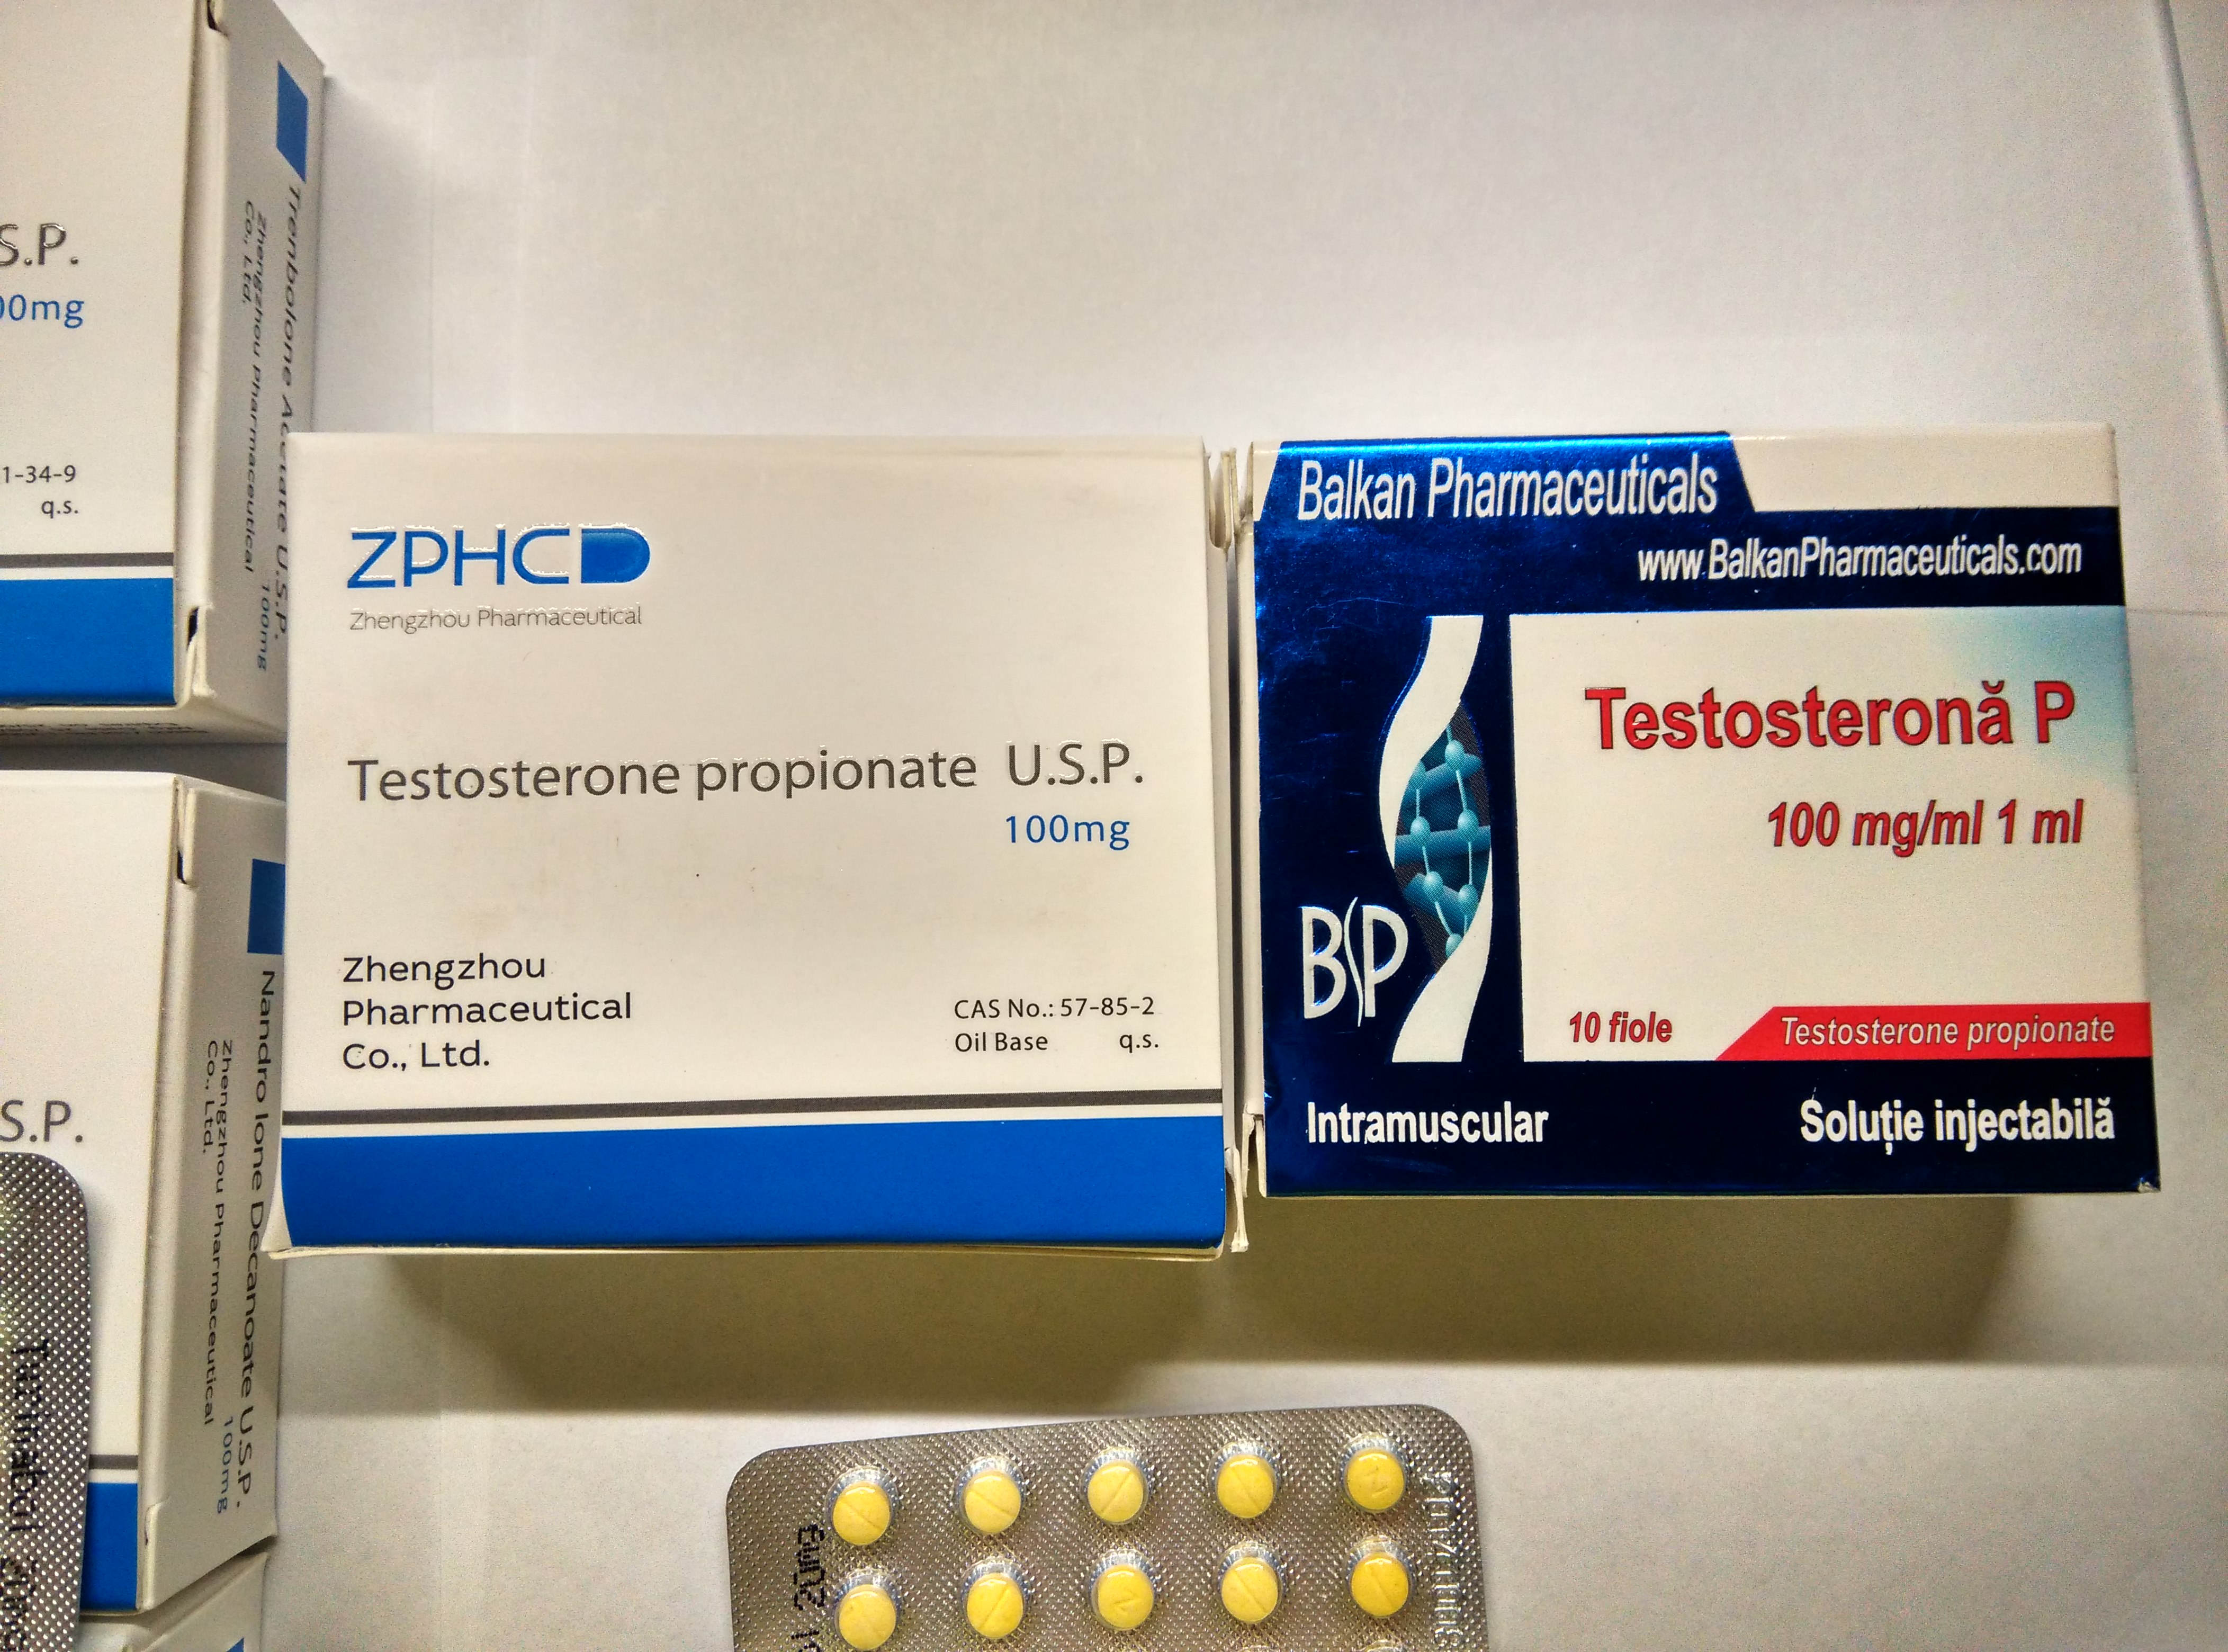 S.P.
00mg
1-34-9
q.s.
Trenbolone Acetate U.S.P.
100mg
Zhengzhou Pharmaceutical
Co., Ltd.
ZPHC
Zhengzhou Pharmaceutical
Testosterone propionate U.S.P.
100mg
Zhengzhou
Pharmaceutical
Co., Ltd.
CAS No.: 57-85-2
Oil Base q.s.
Balkan Pharmaceuticals
www.BalkanPharmaceuticals.com
Testosteronă P
100 mg/ml 1 ml
BP
10 fiole
Testosterone propionate
Intramuscular
Soluție injectabilă
S.P.
Nandrolone Decanoate U.S.P.
100mg
Zhengzhou Pharmaceutical
Co., Ltd.
20mg